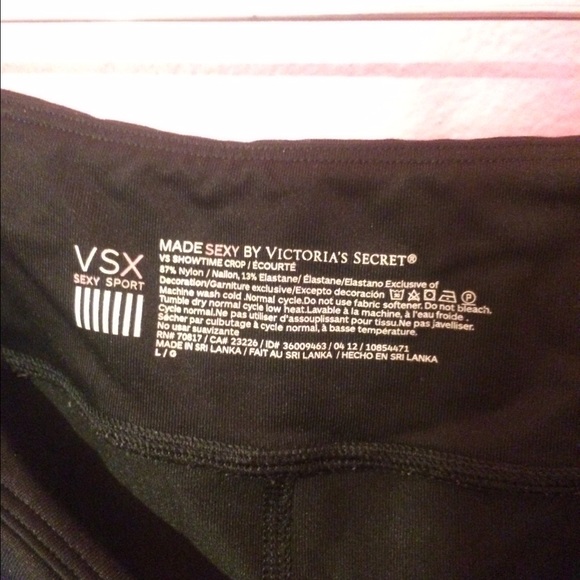 VSX
SEXY SPORT
MADE SEXY BY VICTORIA'S SECRET®
VS SHOWTIME CROP / ÉCOURTÉ
87% Nylon / Nailon, 13% Elastane/ Élastane/Elastano Exclusive of
Decoration/Garniture exclusive/Excepto decoración
Machine wash cold .Normal cycle.Do not use fabric softener. Do not bleach.
Tumble dry normal cycle low heat.Lavable à la machine, à l'eau froide .
Cycle normal.Ne pas utiliser d'assouplissant pour tissu.Ne pas javelliser.
Sécher par culbutage à cycle normal, à basse température.
No usar suavizante
RN# 70817 / CA# 23226 / ID# 36009463 / 04 12 / 10854471
MADE IN SRI LANKA / FAIT AU SRI LANKA / HECHO EN SRI LANKA
L / G